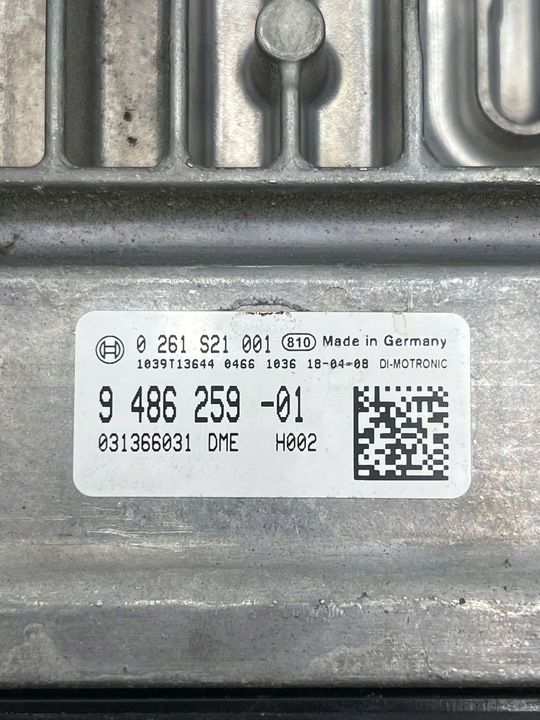 0 261 S21 001 810 Made in Germany
1039T13644 0466 1036 18-04-08 DI-MOTRONIC
9 486 259 -01
031366031 DME H002